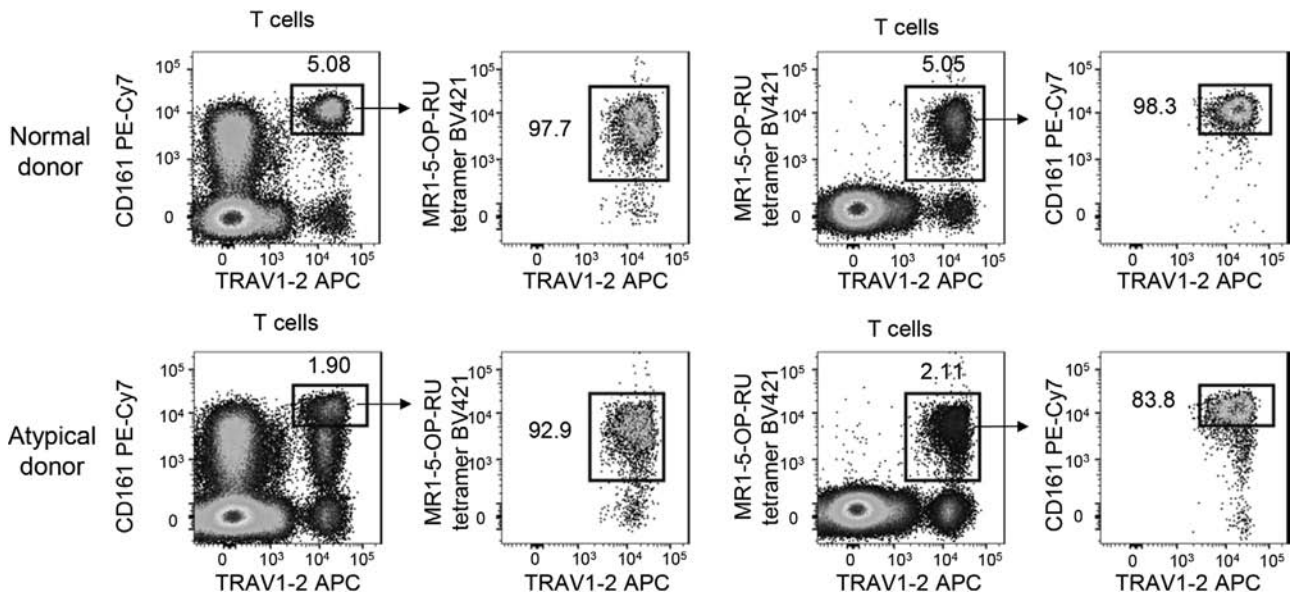 T cells
T cells
Normal
donor
CD161 PE-Cy7
10⁵
10⁴
10³
0
5.08
0
10³
10⁴
10⁵
TRAV1-2 APC
MR1-5-OP-RU
tetramer BV421
10⁵
10⁴
10³
0
97.7
0
10³
10⁴
10⁵
TRAV1-2 APC
MR1-5-OP-RU
tetramer BV421
10⁵
10⁴
10³
0
5.05
0
10³
10⁴
10⁵
TRAV1-2 APC
CD161 PE-Cy7
10⁵
10⁴
10³
0
98.3
0
10³
10⁴
10⁵
TRAV1-2 APC
T cells
T cells
Atypical
donor
CD161 PE-Cy7
10⁵
10⁴
10³
0
1.90
0
10³
10⁴
10⁵
TRAV1-2 APC
MR1-5-OP-RU
tetramer BV421
10⁵
10⁴
10³
0
92.9
0
10³
10⁴
10⁵
TRAV1-2 APC
MR1-5-OP-RU
tetramer BV421
10⁵
10⁴
10³
0
2.11
0
10³
10⁴
10⁵
TRAV1-2 APC
CD161 PE-Cy7
10⁵
10⁴
10³
0
83.8
0
10³
10⁴
10⁵
TRAV1-2 APC